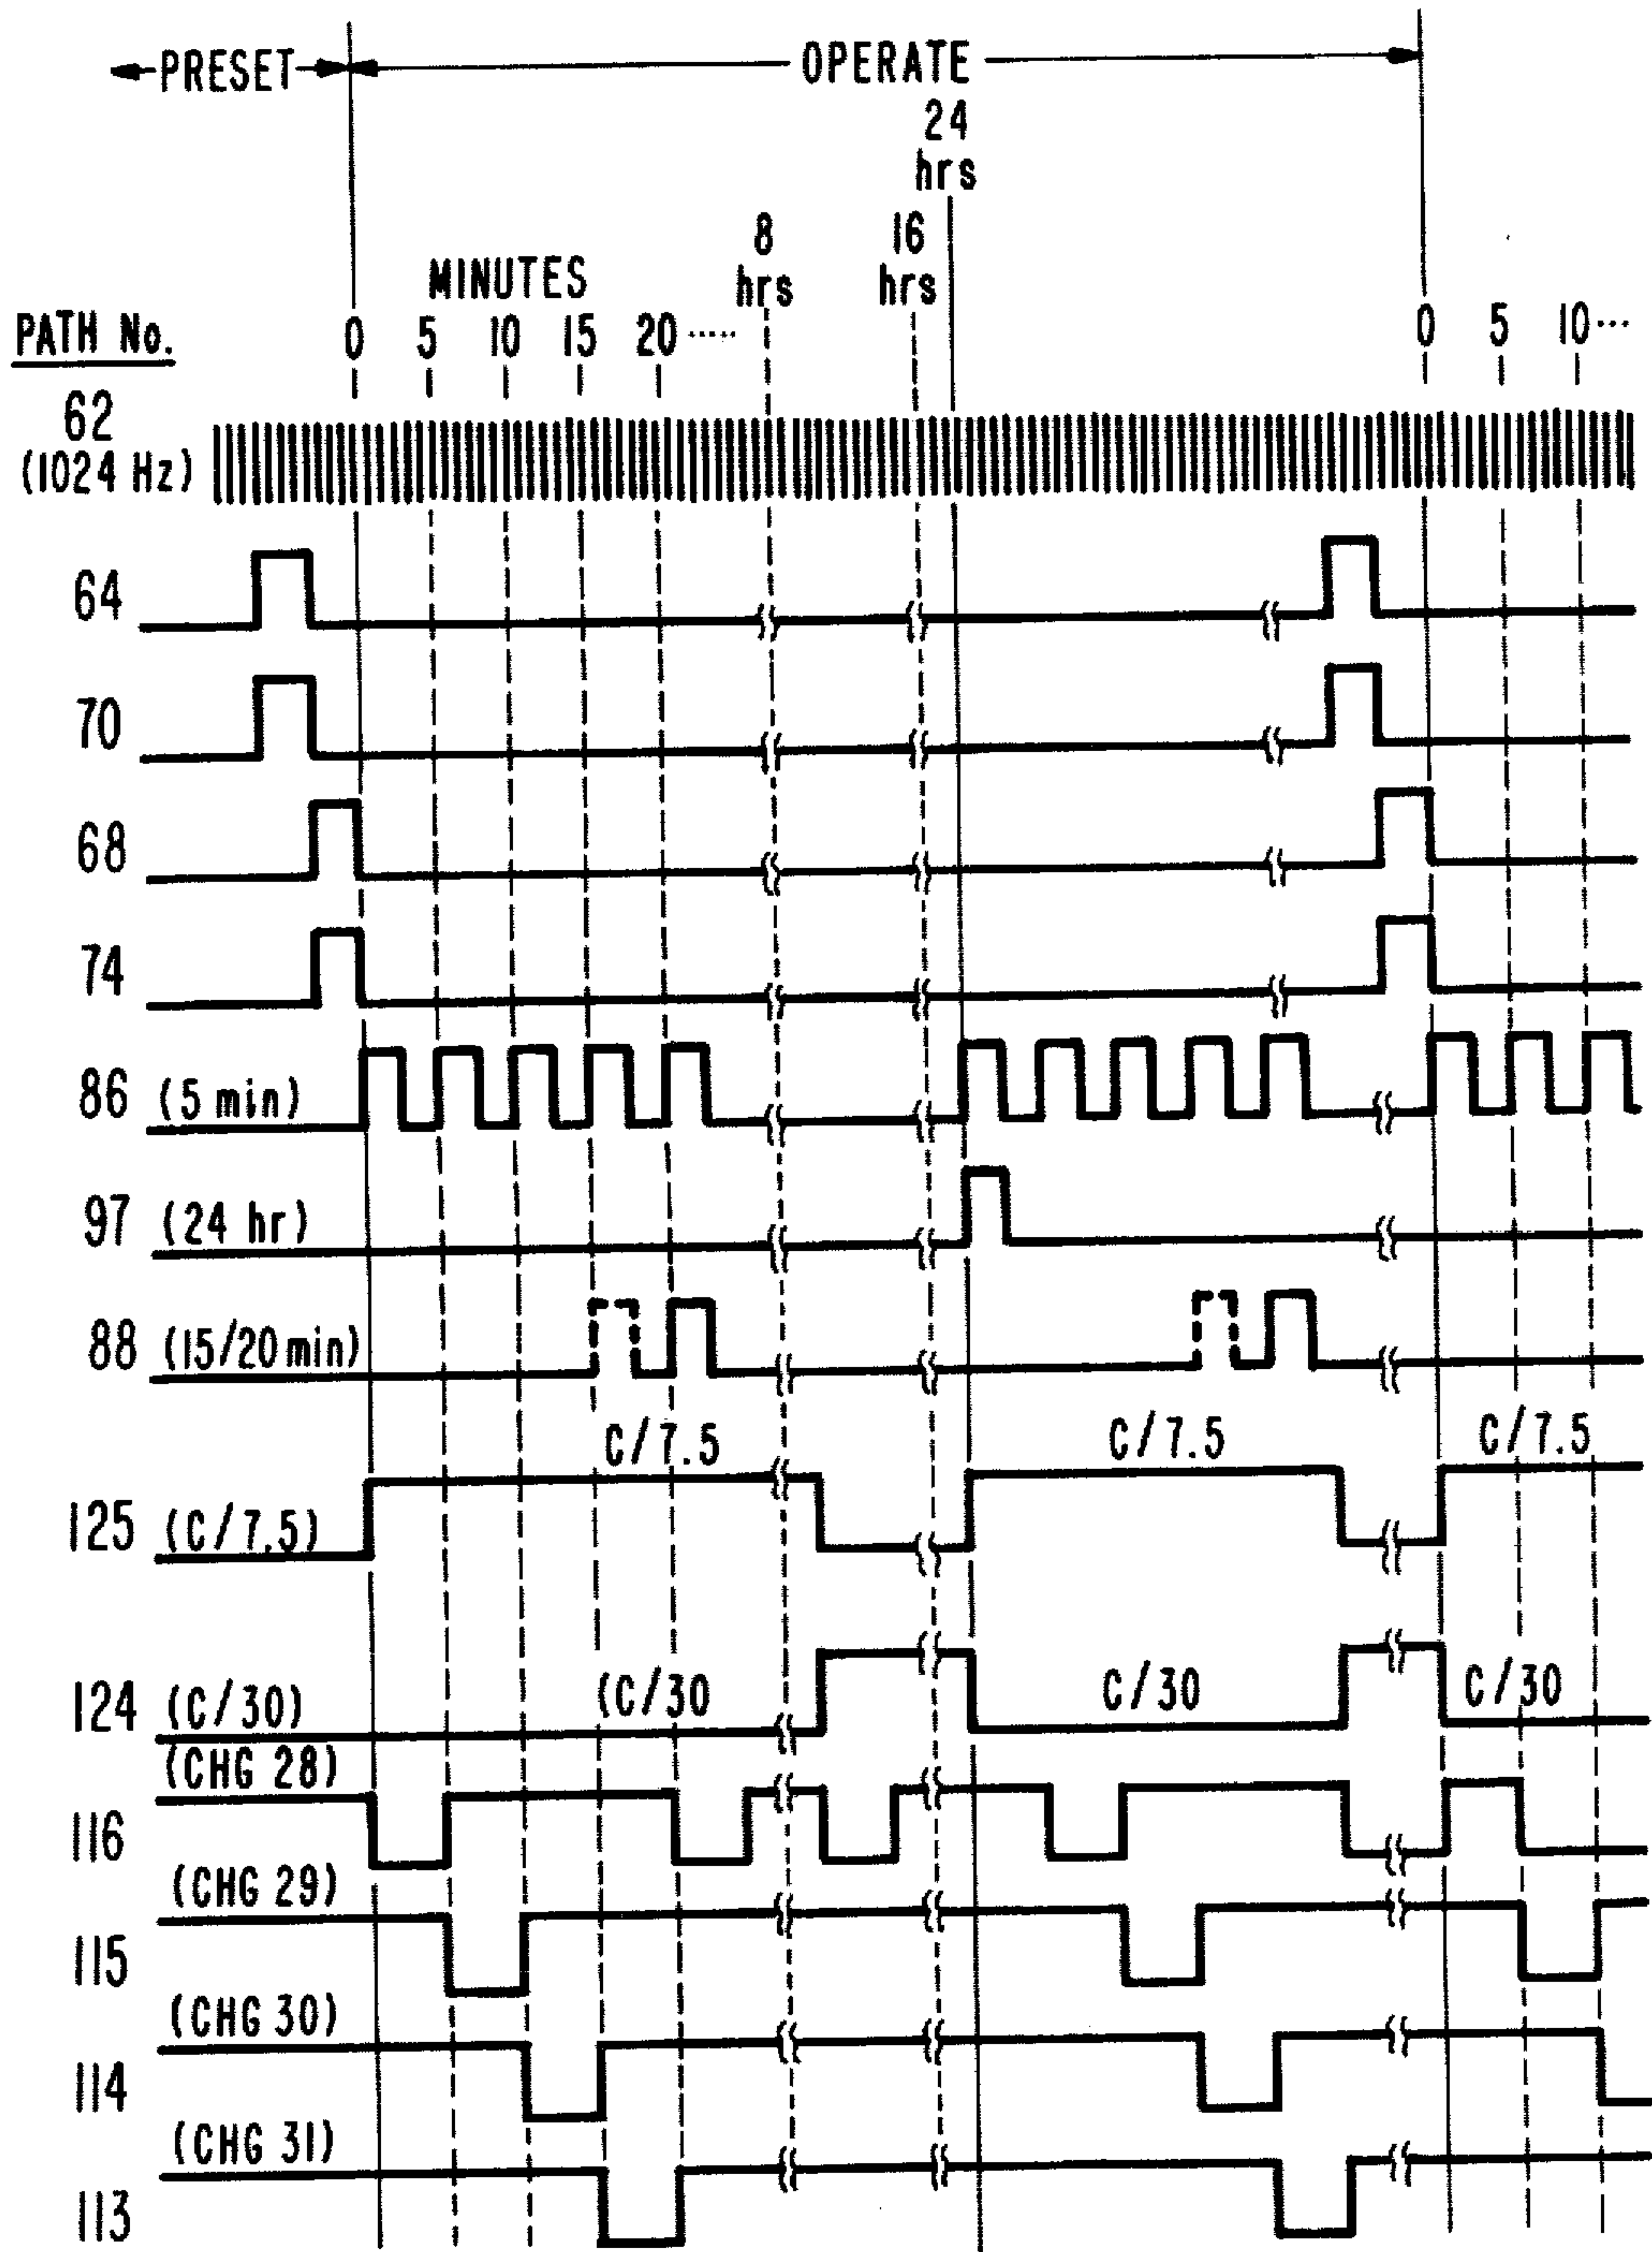 PRESET OPERATE
24
hrs
8 16
hrs hrs
MINUTES
PATH No. 0 5 10 15 20 ..... 0 5 10...
62
(1024 Hz)
64
70
68
74
86 (5 min)
97 (24 hr)
88 (15/20 min)
C/7.5 C/7.5 C/7.5
125 (C/7.5)
124 (C/30) (C/30 C/30 C/30
(CHG 28)
116
(CHG 29)
115
(CHG 30)
114
(CHG 31)
113